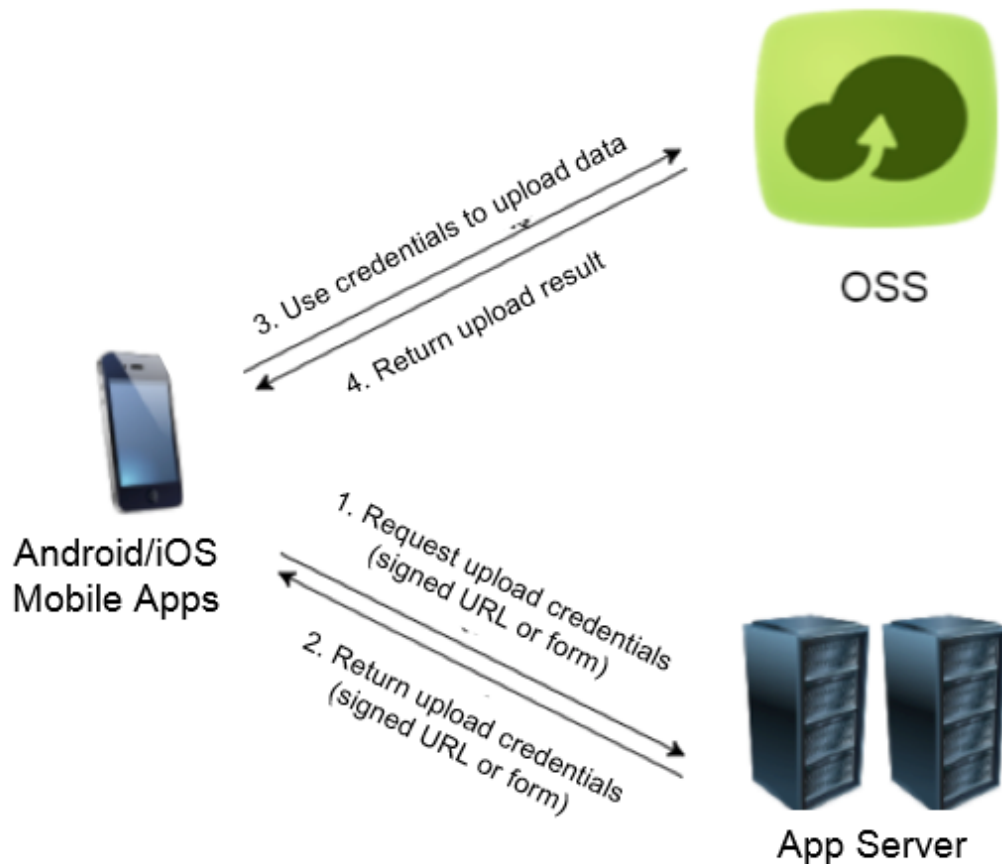 3. Use credentials to upload data
4. Return upload result
OSS
Android/iOS
Mobile Apps
1. Request upload credentials
(signed URL or form)
2. Return upload credentials
(signed URL or form)
App Server